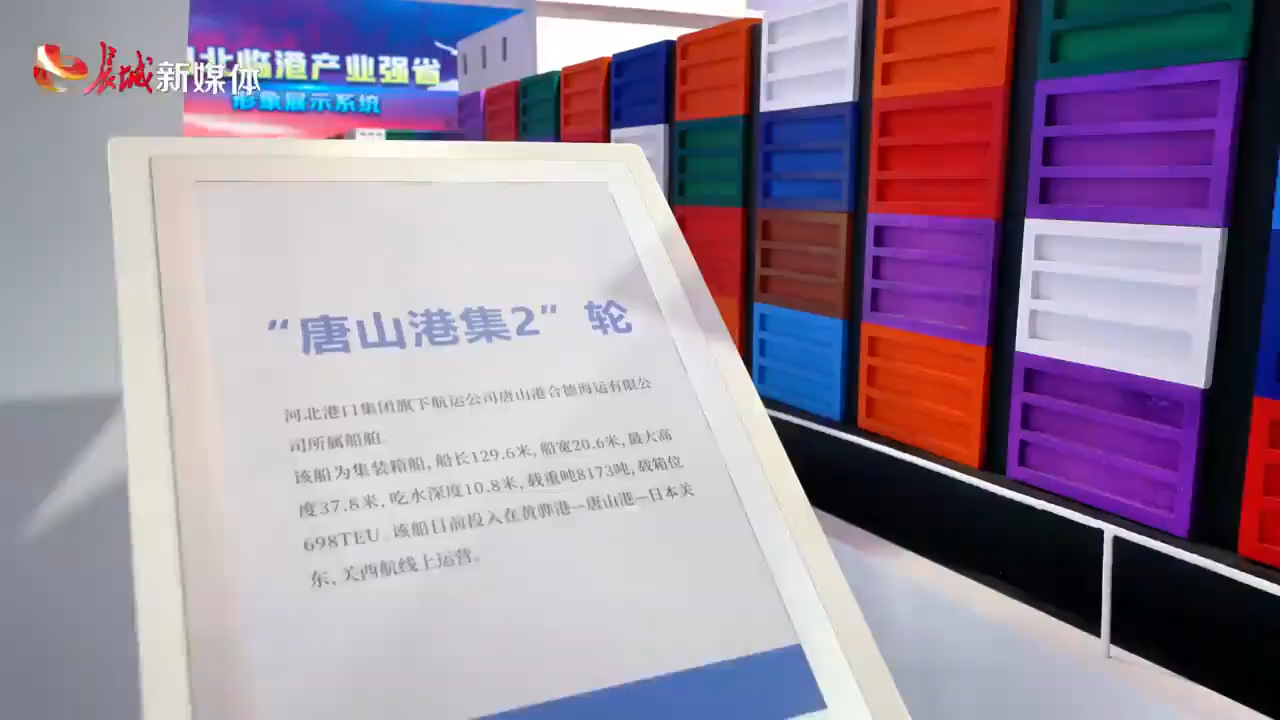 长城新媒体
北临港产业强省
形象展示系统
“唐山港集2”轮
河北港口集团旗下航运公司唐山港合德海运有限公
司所属船舶。
该船为集装箱船，船长129.6米，船宽20.6米，最大高
度37.8米，吃水深度10.8米，载重吨8173吨，载箱位
698TEU。该船目前投入在黄骅港—唐山港—日本关
东、关西航线上运营。